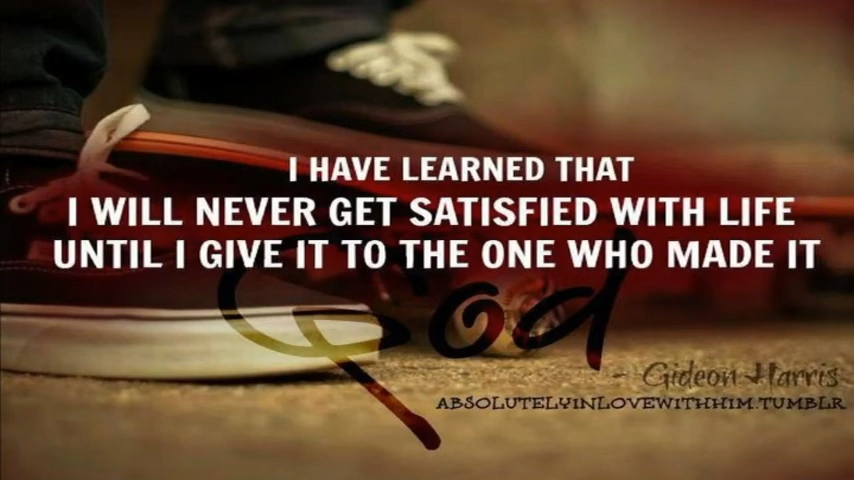 I HAVE LEARNED THAT
I WILL NEVER GET SATISFIED WITH LIFE
UNTIL I GIVE IT TO THE ONE WHO MADE IT
God
- Gideon Harris
ABSOLUTELYINLOVEWITHHIM.TUMBLR